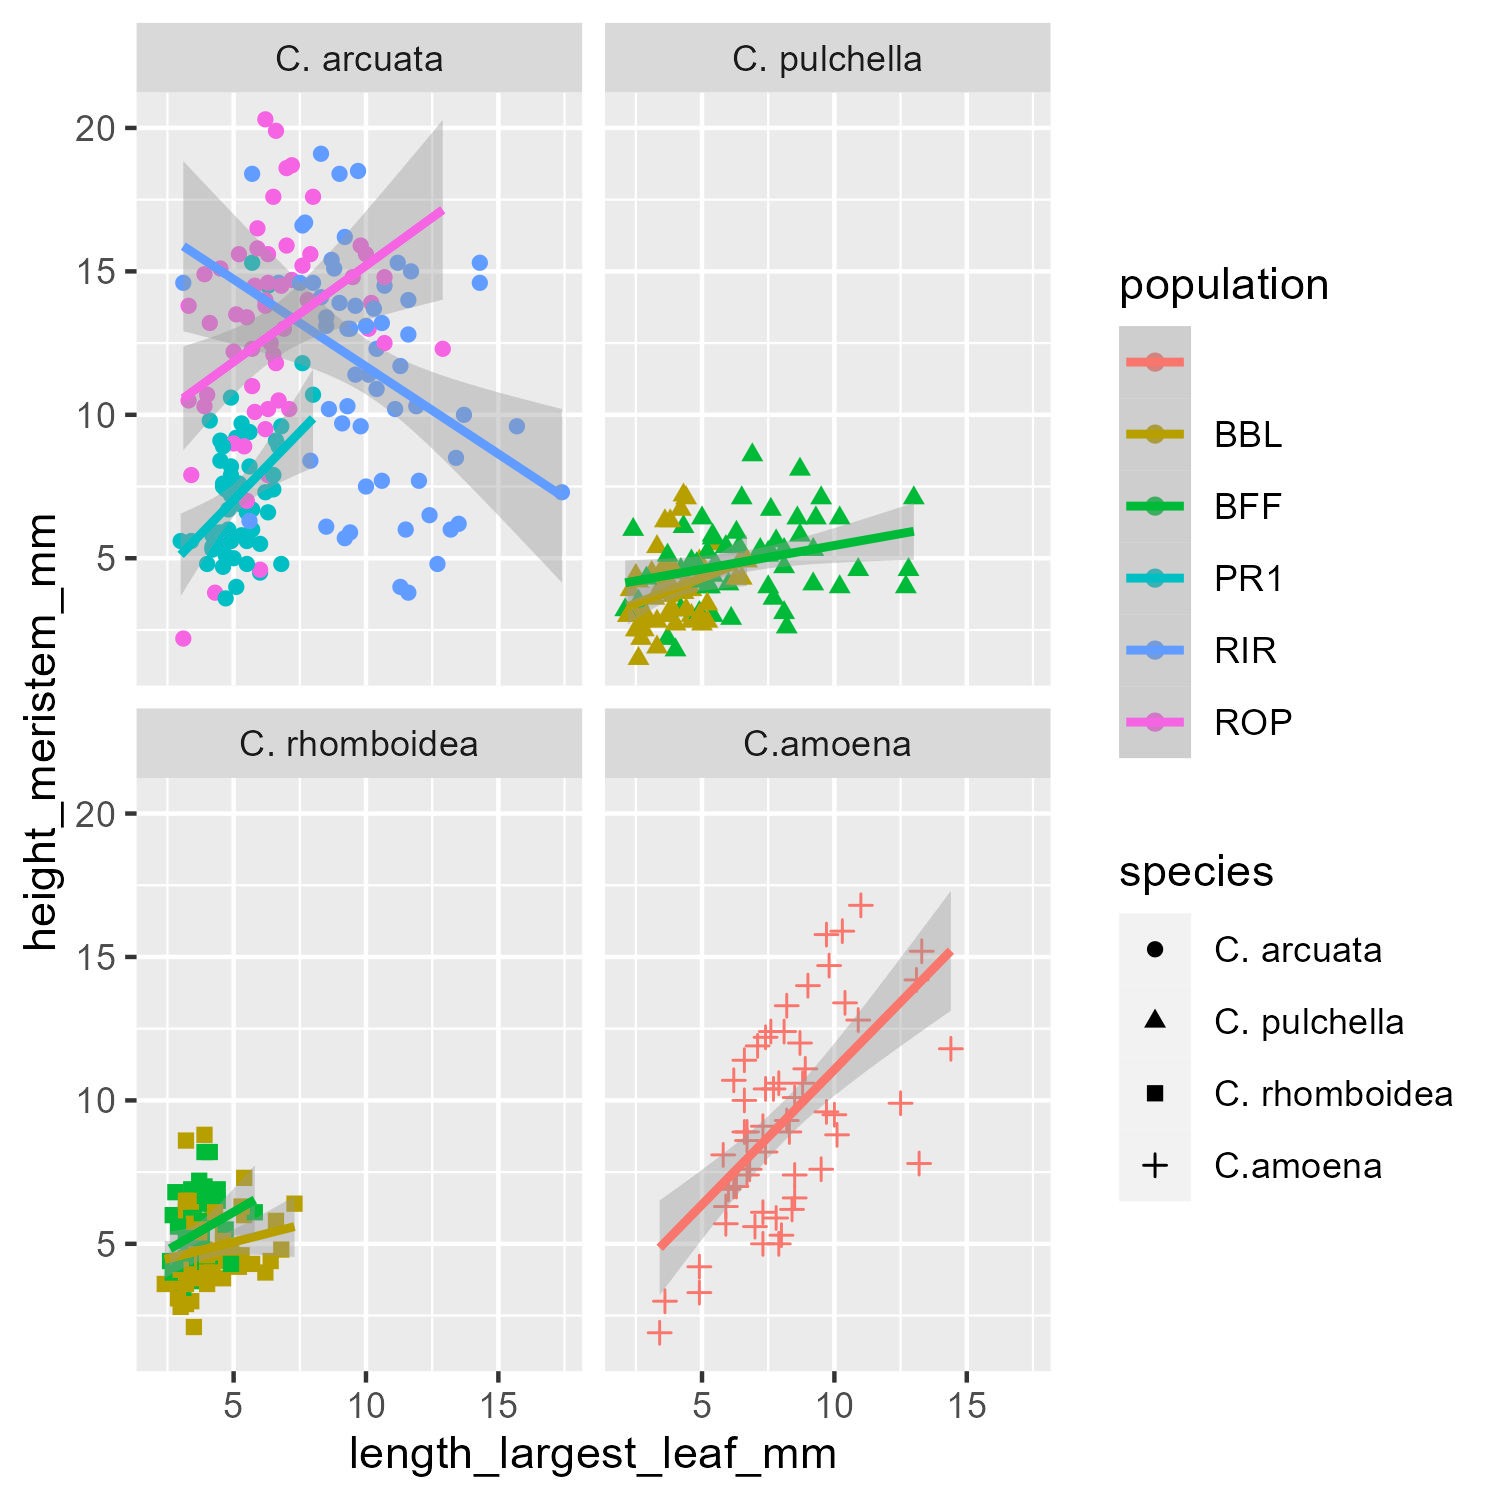 C. arcuata
C. pulchella
20
15
10
5
C. rhomboidea
C.amoena
20
15
10
5
5
10
15
5
10
15
length_largest_leaf_mm
height_meristem_mm
population
BBL
BFF
PR1
RIR
ROP
species
C. arcuata
C. pulchella
C. rhomboidea
C.amoena